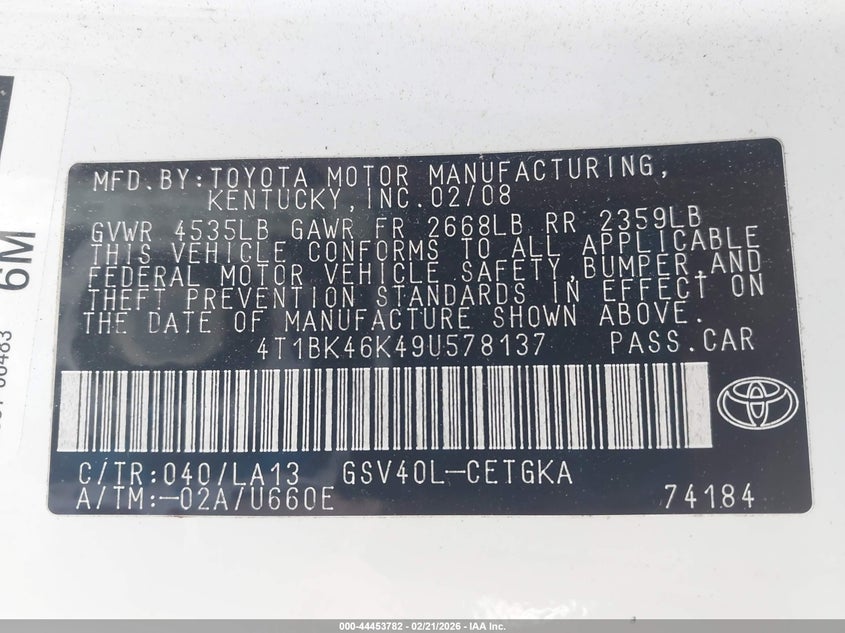 MFD.BY:TOYOTA MOTOR MANUFACTURING,
KENTUCKY,INC.02/08
GVWR 4535LB GAWR FR 2668LB RR 2359LB
THIS VEHICLE CONFORMS TO ALL APPLICABLE
FEDERAL MOTOR VEHICLE SAFETY,BUMPER,AND
THEFT PREVENTION STANDARDS IN EFFECT ON
THE DATE OF MANUFACTURE SHOWN ABOVE.
4T1BK46K49U578137 PASS.CAR
C/TR:040/LA13 GSV40L-CETGKA
A/TM:-02A/U660E 74184
6M
000-44453782 - 02/21/2026 - IAA Inc.